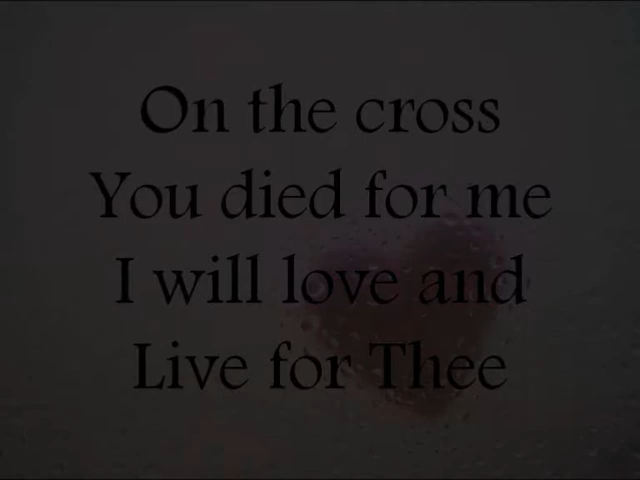 On the cross
You died for me
I will love and
Live for Thee